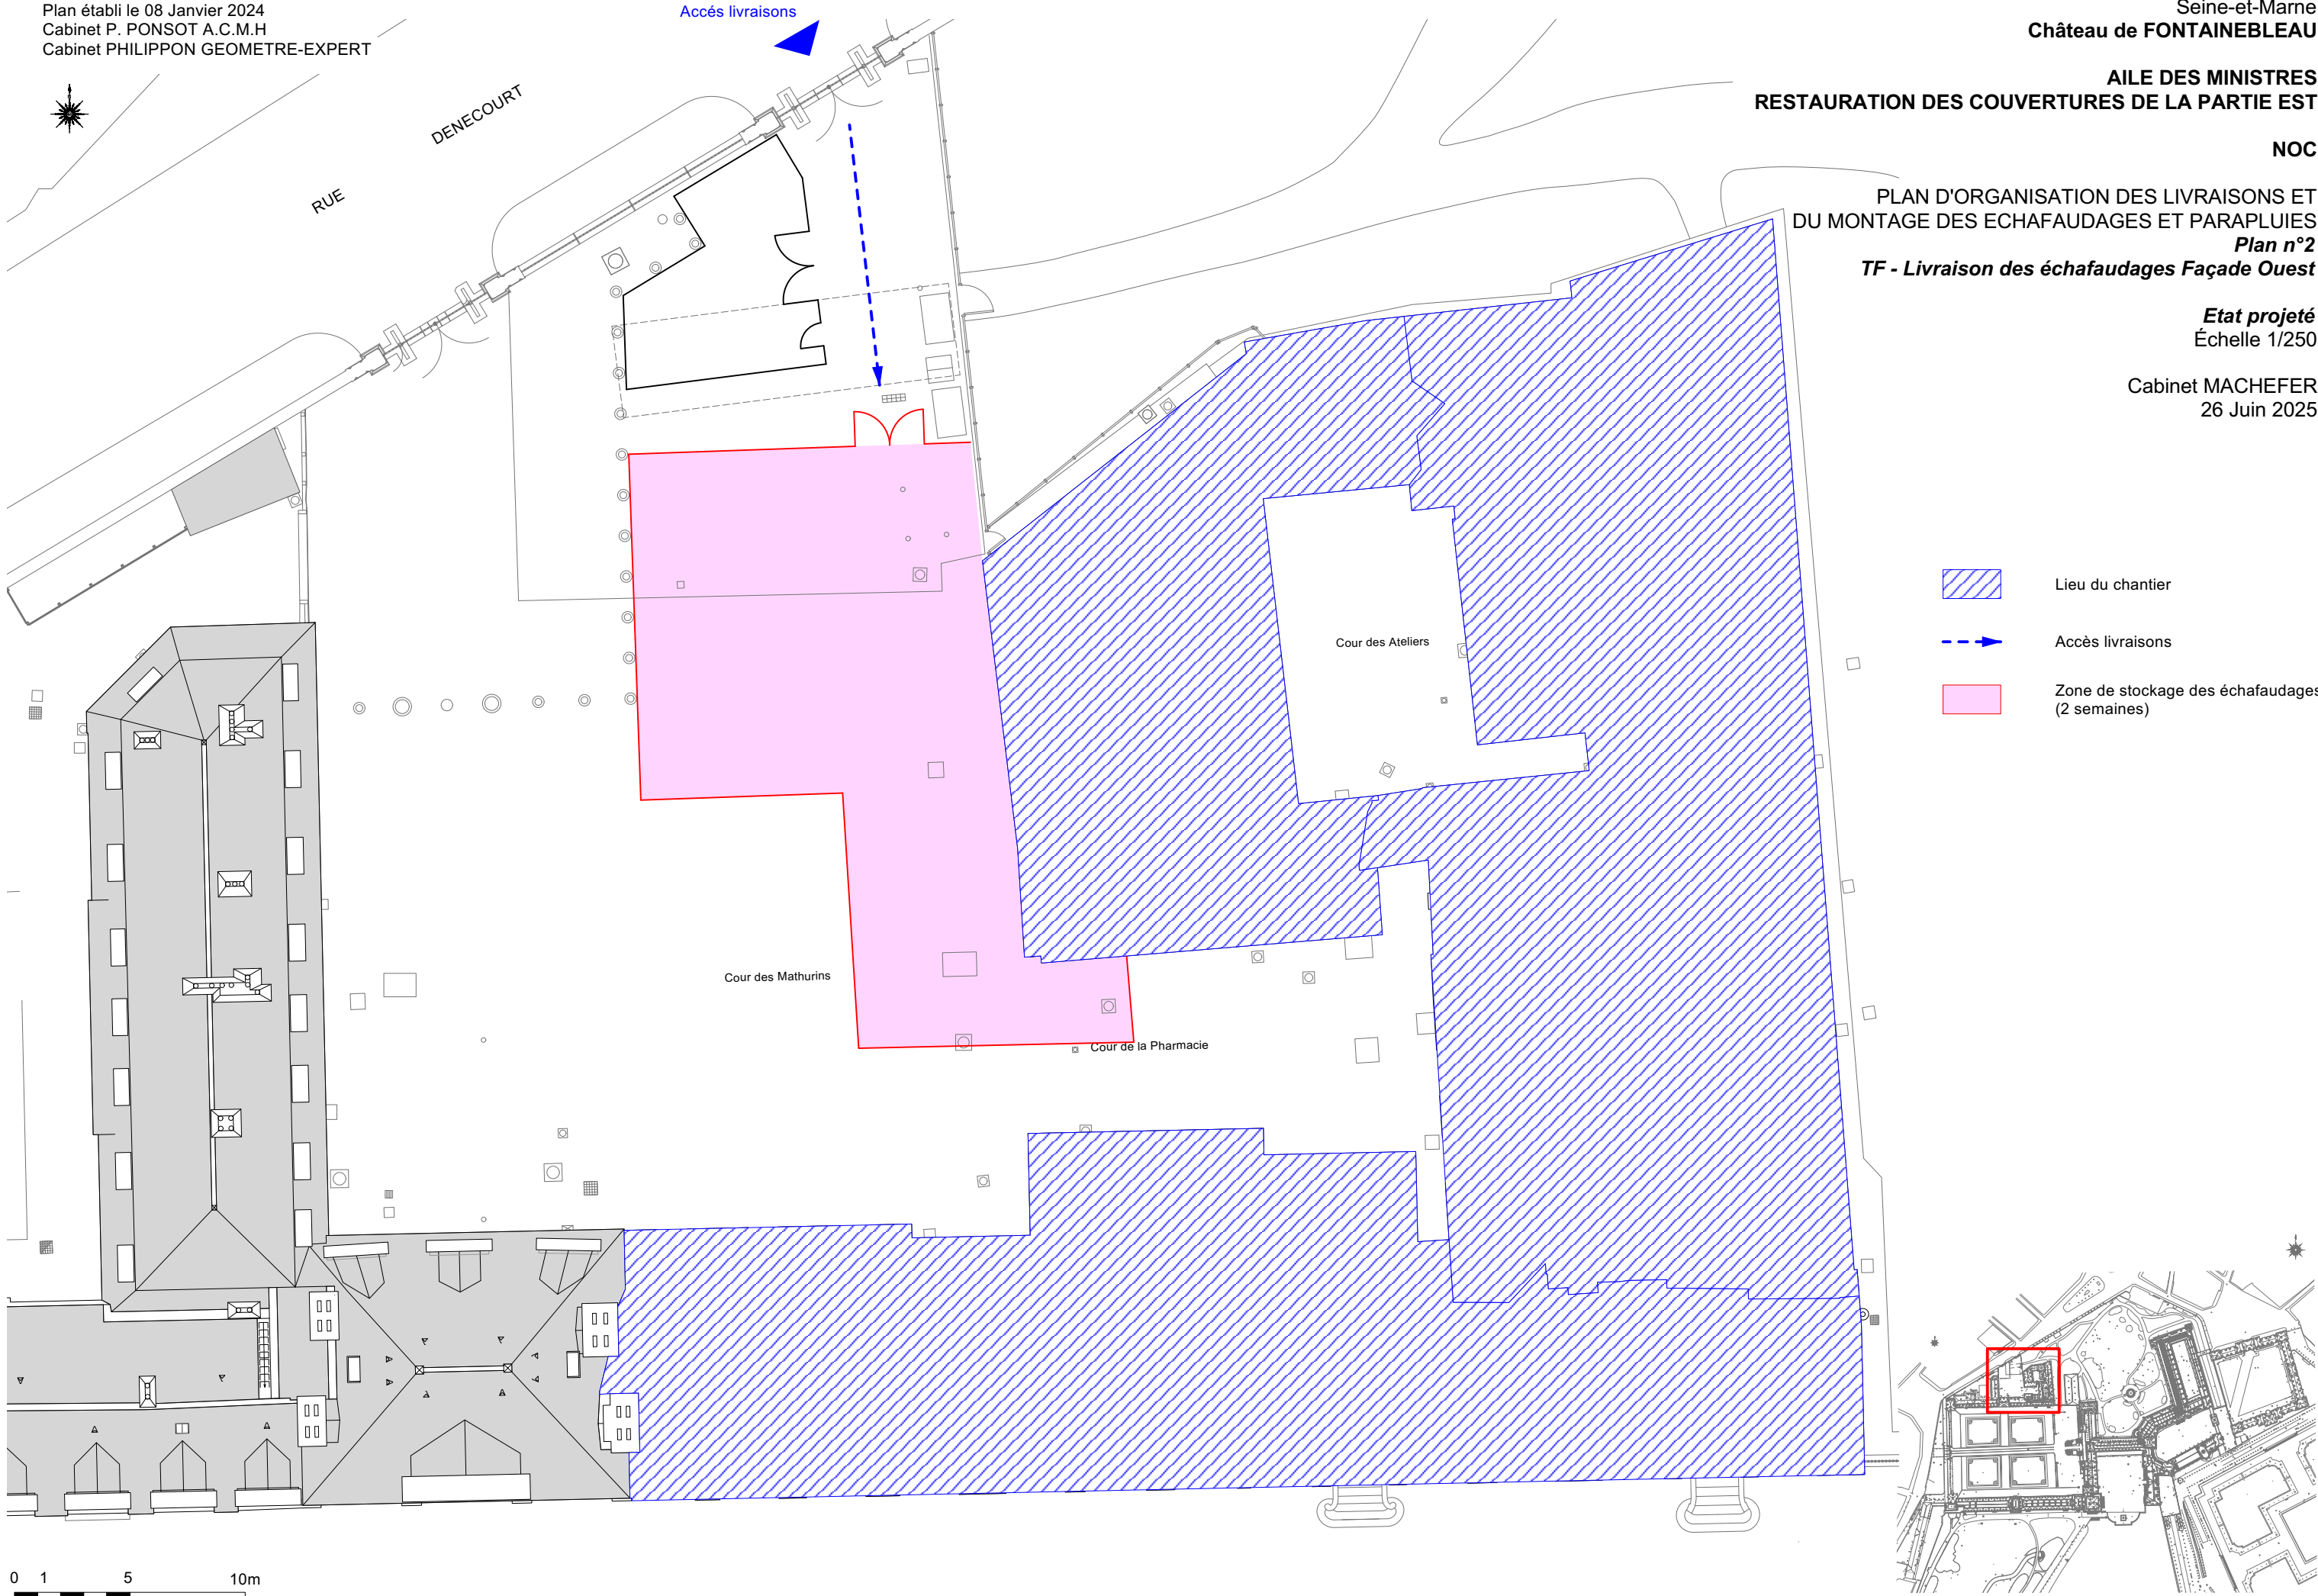 Plan établi le 08 Janvier 2024
Cabinet P. PONSOT A.C.M.H
Cabinet PHILIPPON GEOMETRE-EXPERT
Accés livraisons
Seine-et-Marne
Château de FONTAINEBLEAU
AILE DES MINISTRES
RESTAURATION DES COUVERTURES DE LA PARTIE EST
NOC
PLAN D'ORGANISATION DES LIVRAISONS ET
DU MONTAGE DES ECHAFAUDAGES ET PARAPLUIES
Plan n°2
TF - Livraison des échafaudages Façade Ouest
Etat projeté
Échelle 1/250
Cabinet MACHEFER
26 Juin 2025
RUE DENECOURT
Lieu du chantier
Accès livraisons
Zone de stockage des échafaudages
(2 semaines)
Cour des Ateliers
Cour des Mathurins
Cour de la Pharmacie
0 1 5 10m